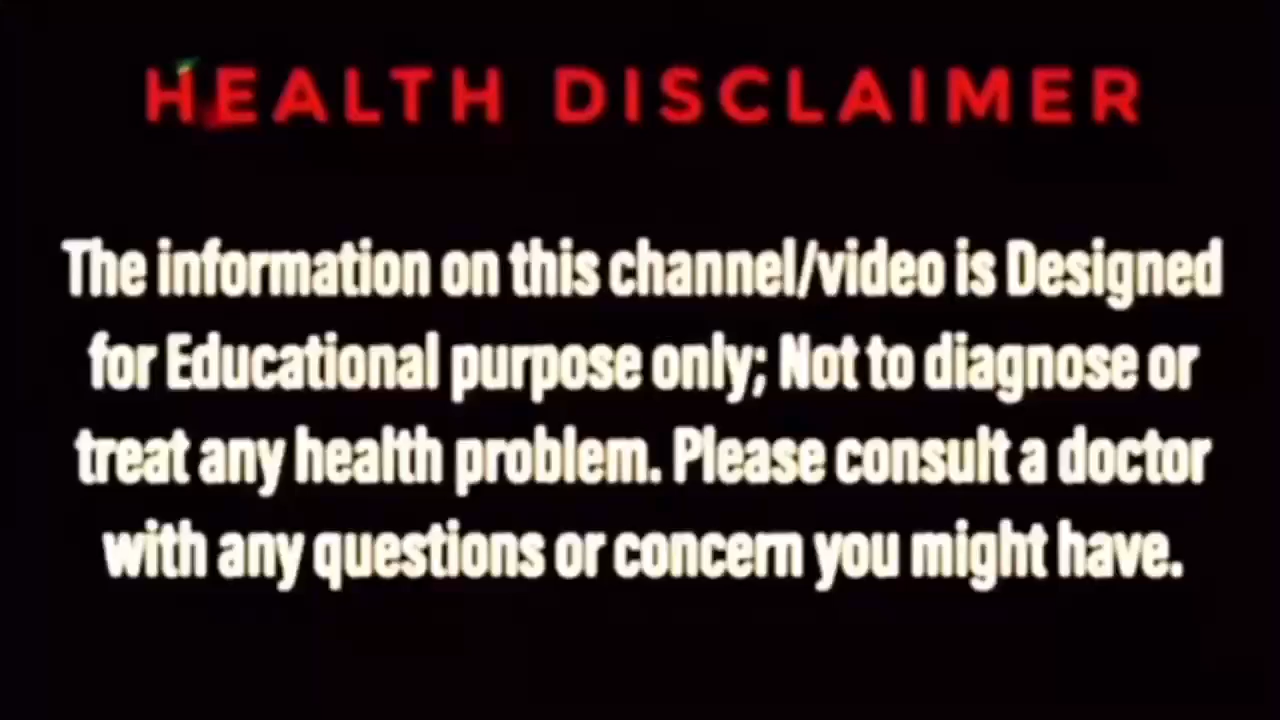 HEALTH DISCLAIMER
The information on this channel/video is Designed
for Educational purpose only; Not to diagnose or
treat any health problem. Please consult a doctor
with any questions or concern you might have.